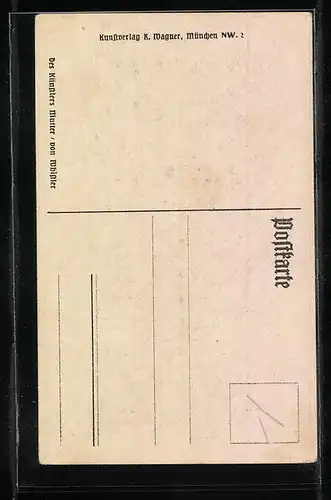 Kunstverlag K. Wagner, München NW. 2
Des Künstlers Mutter / von Whistler
Postkarte